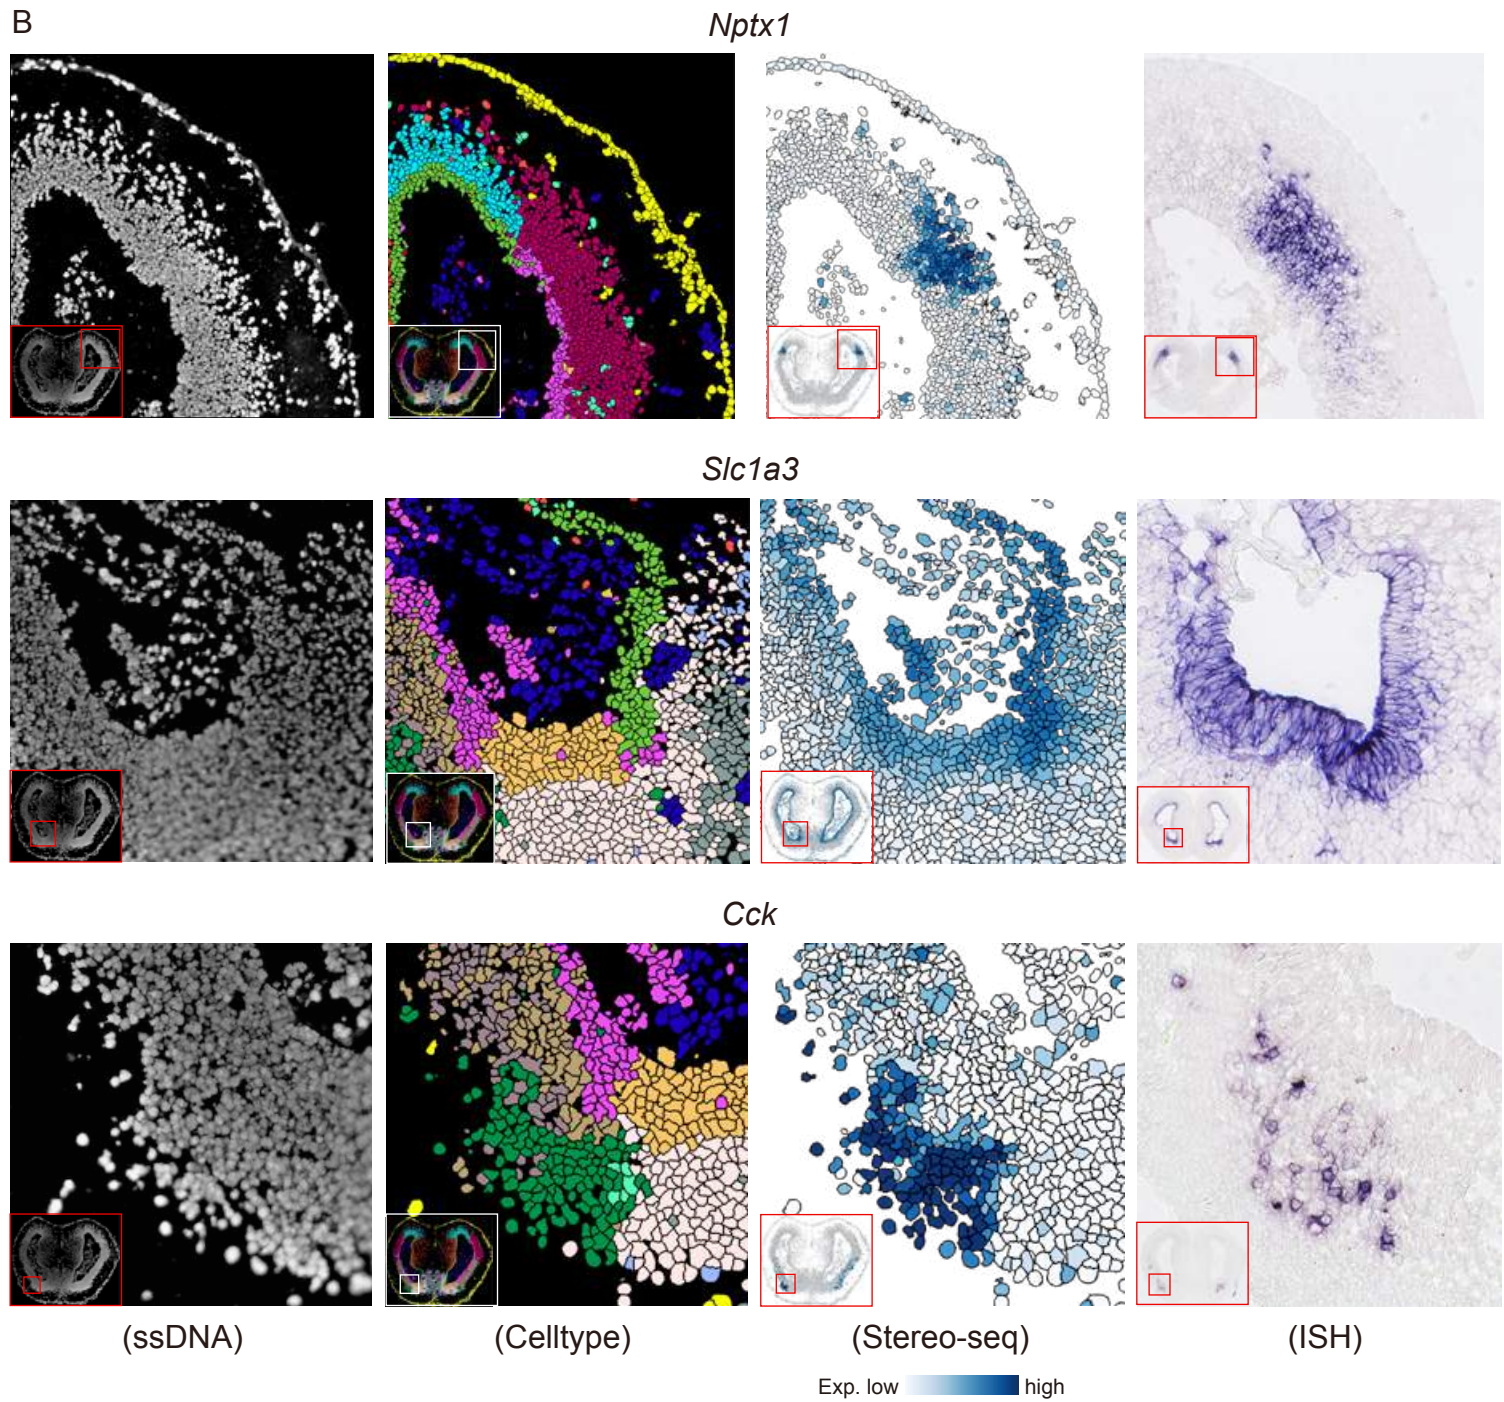 B
Nptx1
Slc1a3
Cck
(ssDNA) (Celltype) (Stereo-seq) (ISH)
Exp. low high